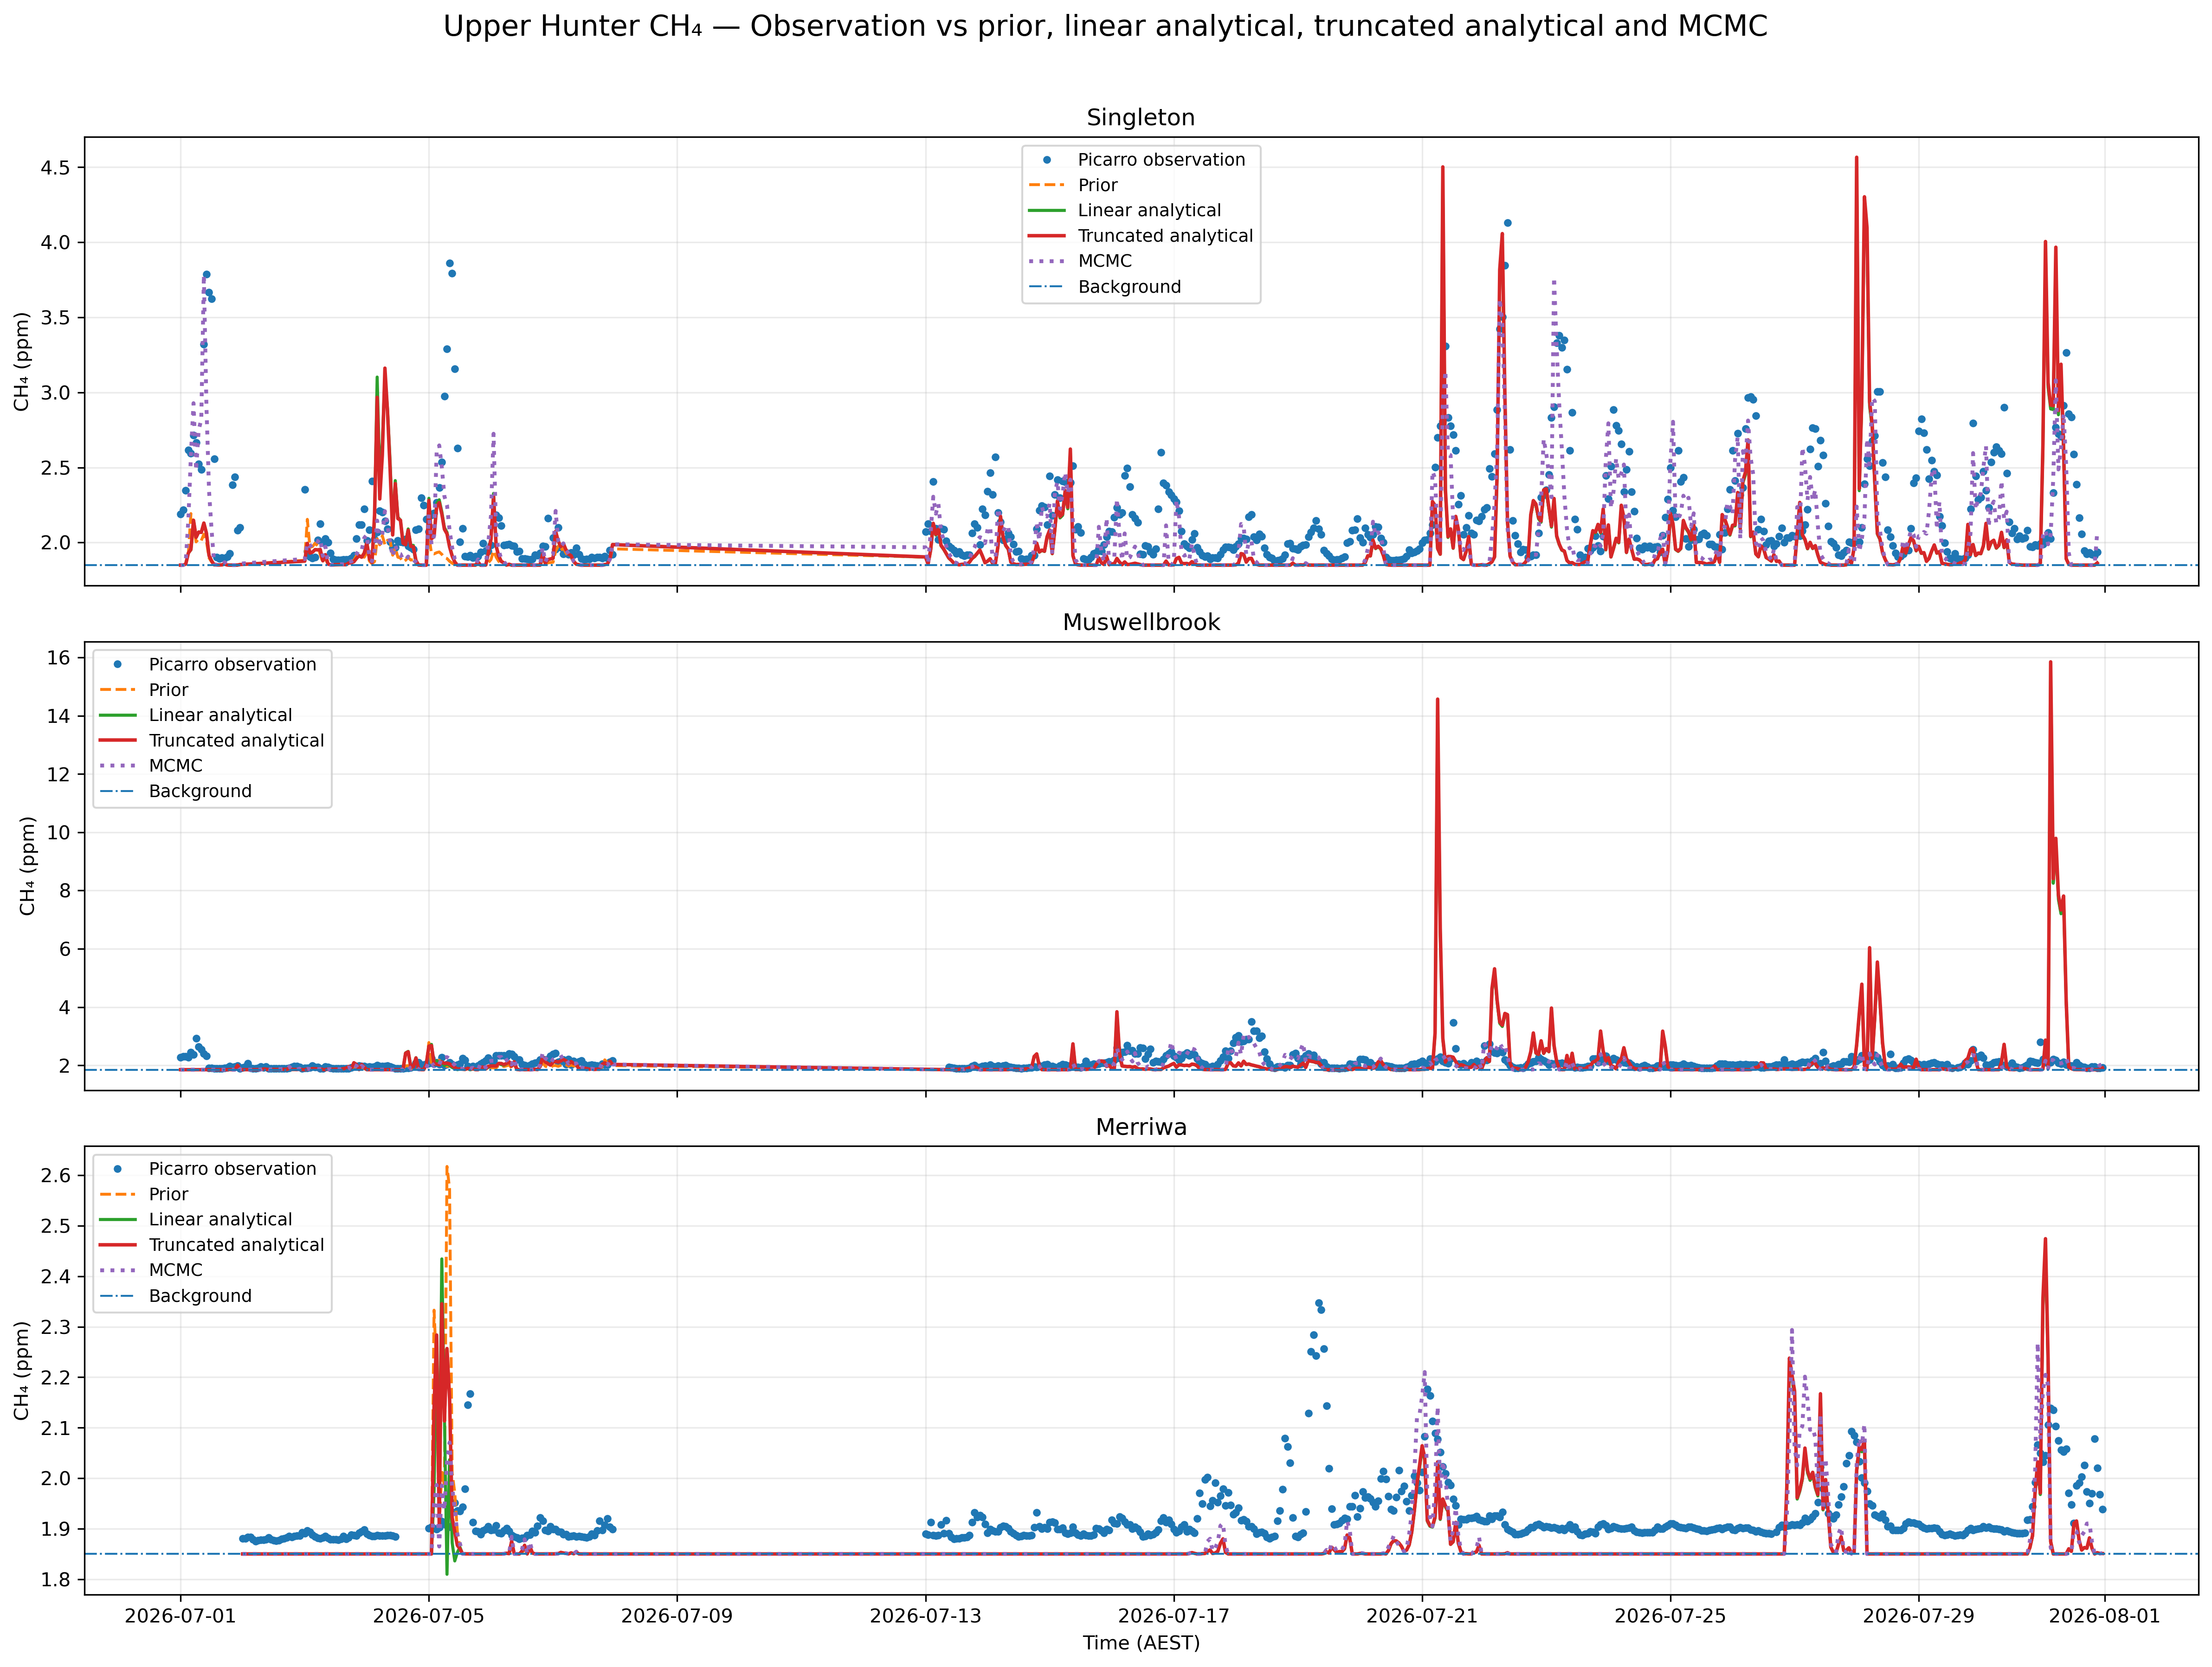 Upper Hunter CH₄ — Observation vs prior, linear analytical, truncated analytical and MCMC
Singleton
CH₄ (ppm)
4.5
4.0
3.5
3.0
2.5
2.0
Picarro observation
Prior
Linear analytical
Truncated analytical
MCMC
Background
Muswellbrook
CH₄ (ppm)
16
14
12
10
8
6
4
2
Picarro observation
Prior
Linear analytical
Truncated analytical
MCMC
Background
Merriwa
CH₄ (ppm)
2.6
2.5
2.4
2.3
2.2
2.1
2.0
1.9
1.8
Picarro observation
Prior
Linear analytical
Truncated analytical
MCMC
Background
2026-07-01 2026-07-05 2026-07-09 2026-07-13 2026-07-17 2026-07-21 2026-07-25 2026-07-29 2026-08-01
Time (AEST)